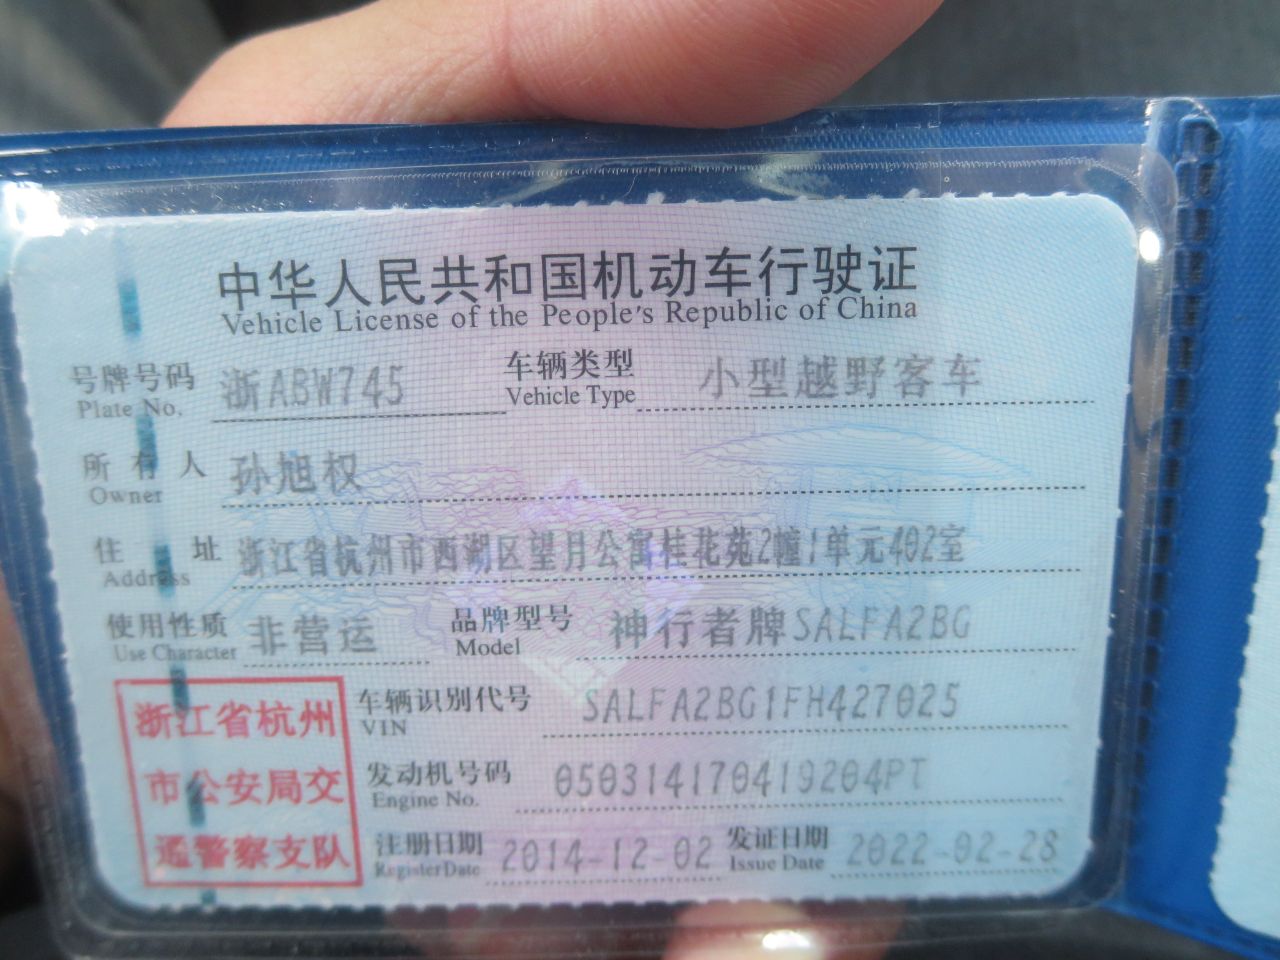 中华人民共和国机动车行驶证
Vehicle License of the People's Republic of China
号牌号码 浙ABW745 车辆类型 小型越野客车
Plate No. Vehicle Type
所有人 孙旭权
Owner
住址 浙江省杭州市西湖区望月公寓桂花苑2幢1单元402室
Address
使用性质 非营运 品牌型号 神行者牌SALFA2BG
Use Character Model
车辆识别代号 SALFA2BG1FH427025
VIN
发动机号码 050314170419204PT
Engine No.
注册日期 2014-12-02 发证日期 2022-02-28
Register Date Issue Date
浙江省杭州
市公安局交
通警察支队